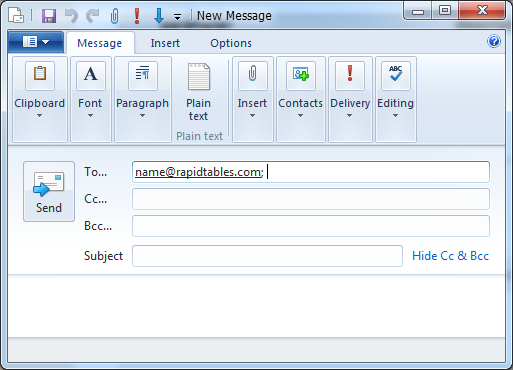 New Message
Message Insert Options
Clipboard Font Paragraph Plain text Insert Contacts Delivery Editing
ABC
Plain text
To... name@rapidtables.com;
Cc...
Send
Bcc...
Subject Hide Cc & Bcc